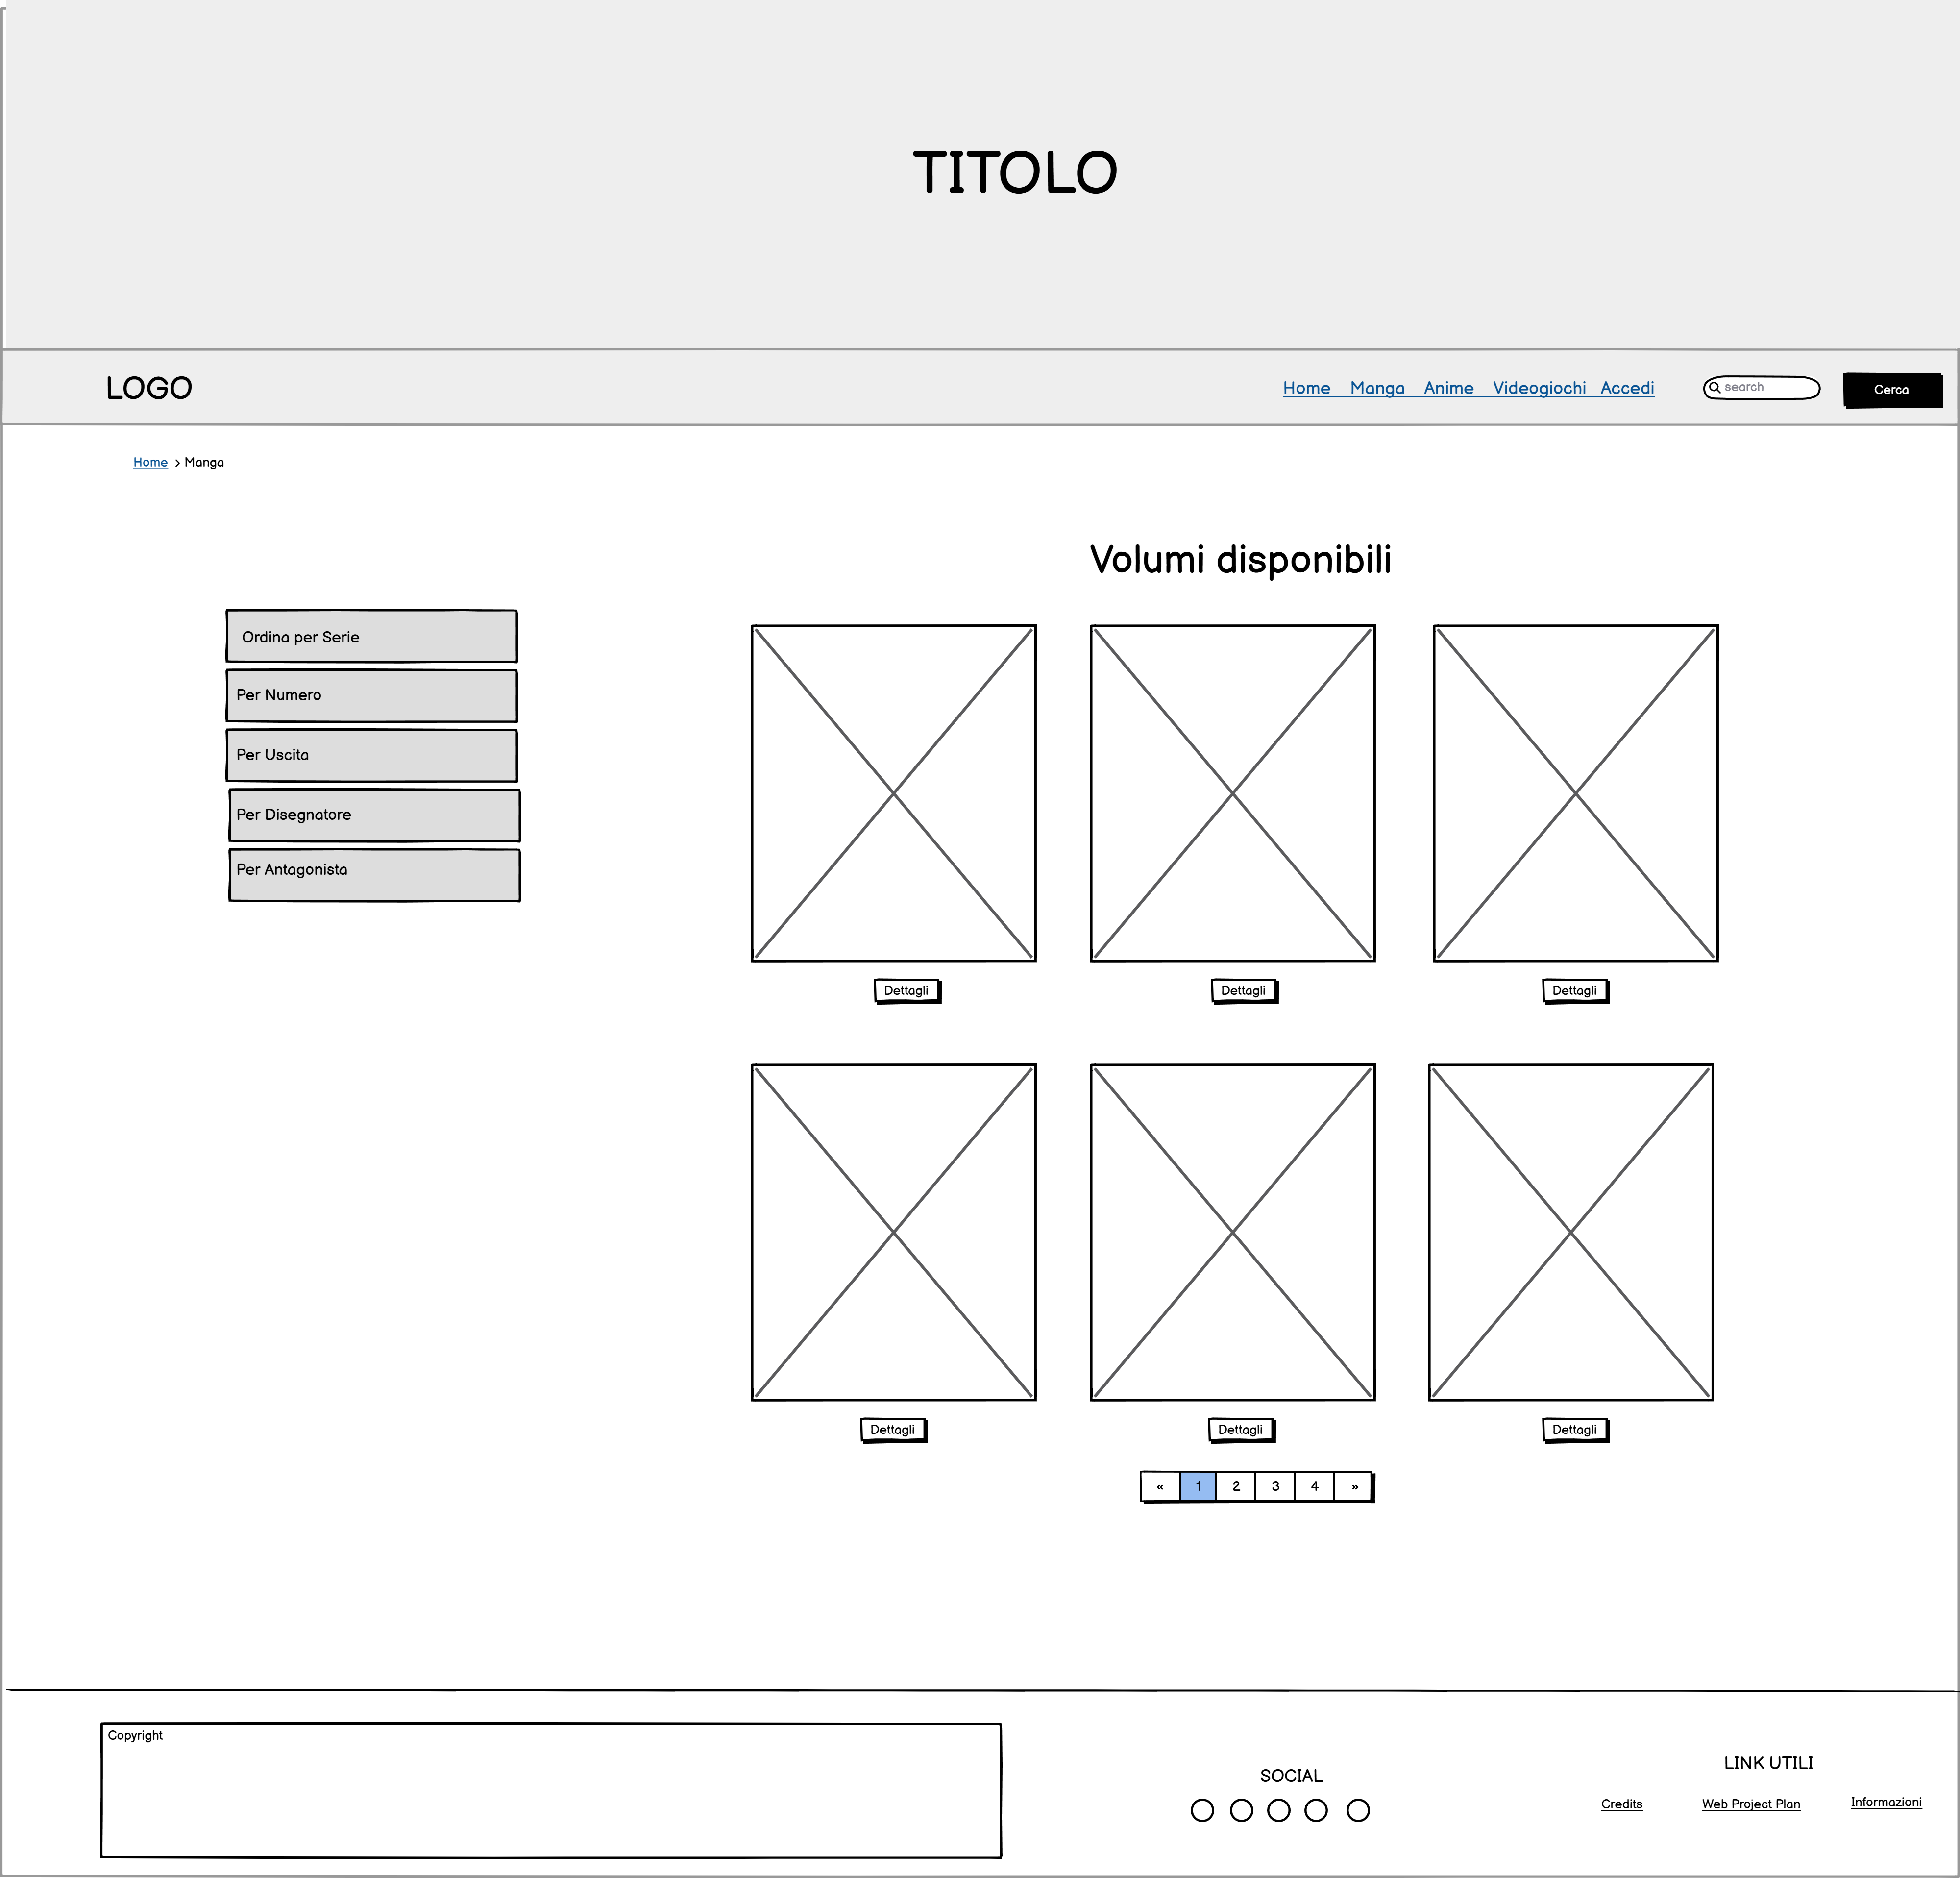 TITOLO
LOGO
Home Manga Anime Videogiochi Accedi
search
Cerca
Home > Manga
Volumi disponibili
Ordina per Serie
Per Numero
Per Uscita
Per Disegnatore
Per Antagonista
Dettagli Dettagli Dettagli
Dettagli Dettagli Dettagli
« 1 2 3 4 »
Copyright
SOCIAL
LINK UTILI
Credits Web Project Plan Informazioni